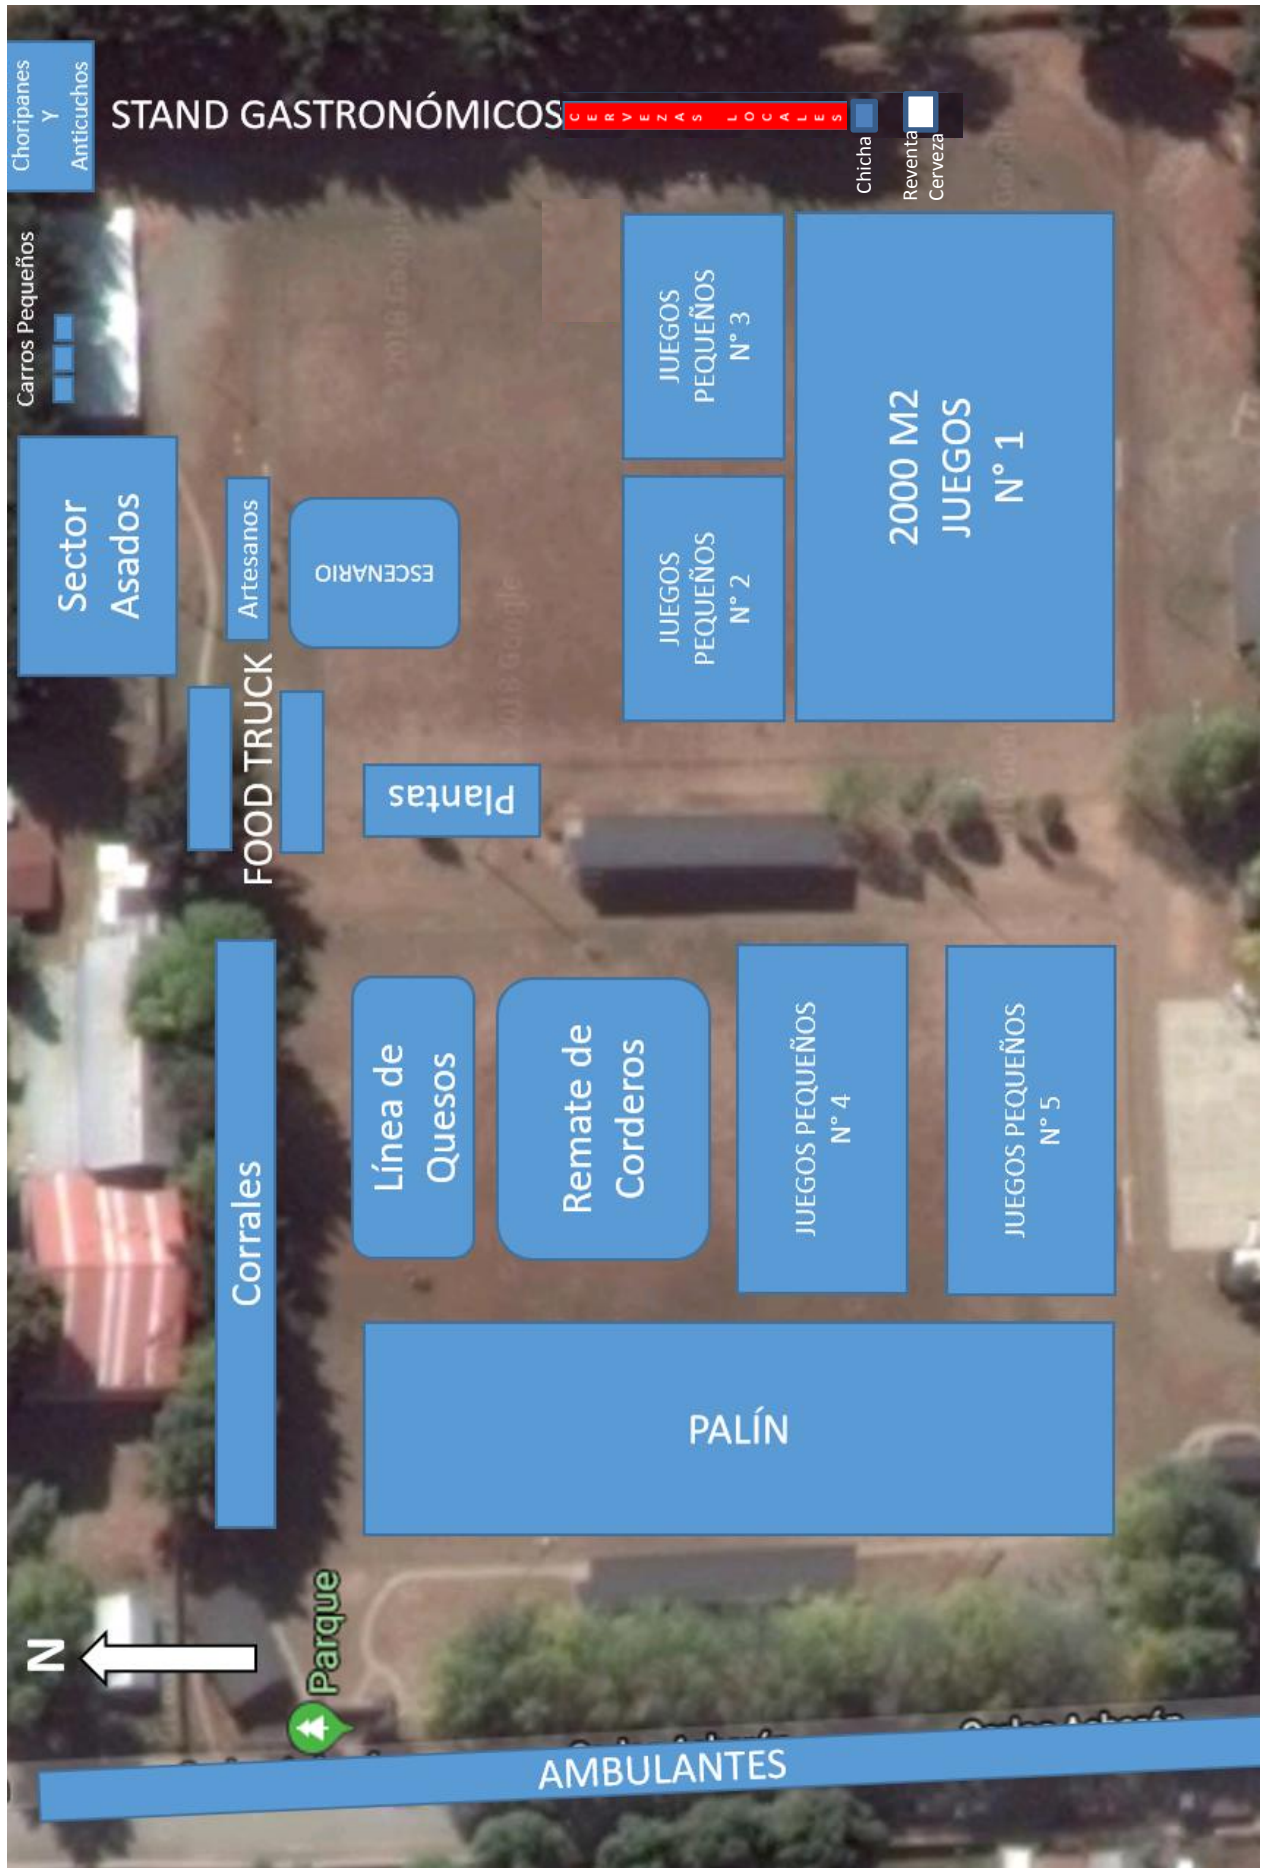 Choripanes
Y
Anticuchos
STAND GASTRONÓMICOS
CERVEZAS LOCALES
Chicha
Reventa
Cerveza
Carros Pequeños
Sector
Asados
Artesanos
ESCENARIO
JUEGOS
PEQUEÑOS
N° 3
JUEGOS
PEQUEÑOS
N° 2
2000 M2
JUEGOS
N° 1
FOOD TRUCK
Plantas
Corrales
Línea de
Quesos
Remate de
Corderos
JUEGOS PEQUEÑOS
N° 4
JUEGOS PEQUEÑOS
N° 5
PALÍN
N
Parque
AMBULANTES
2018 Google